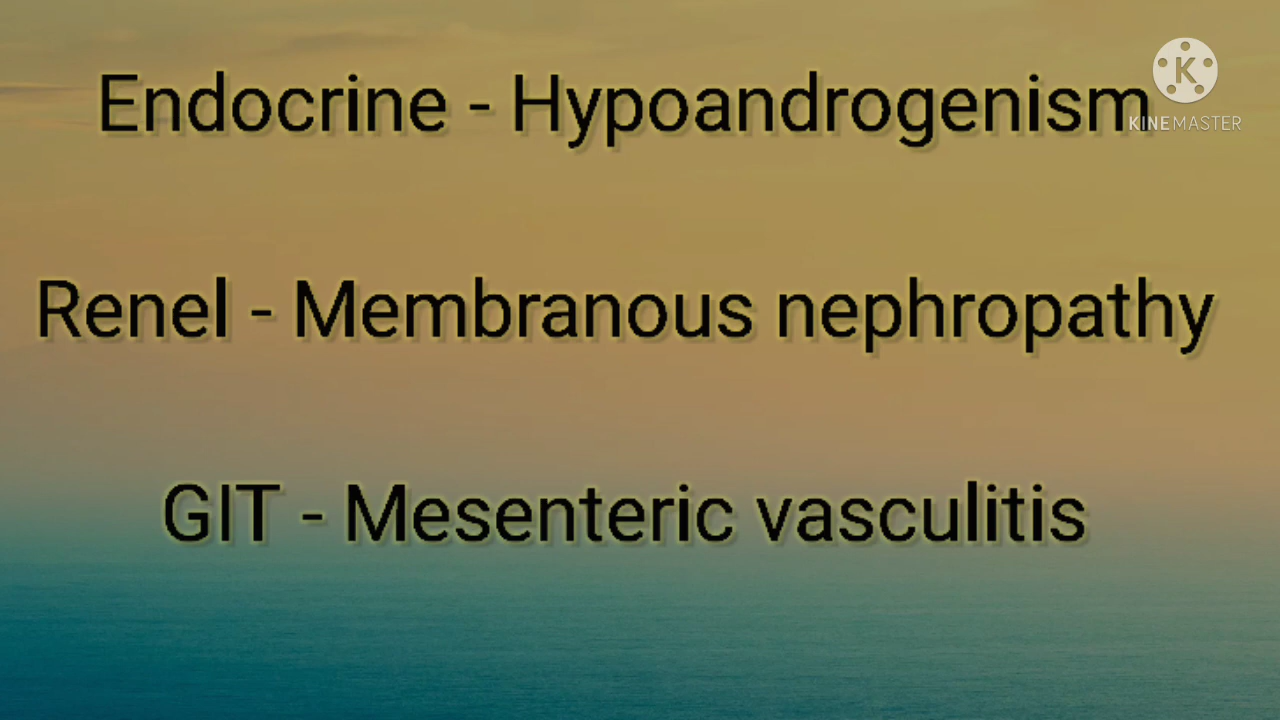 K
KINEMASTER
Endocrine - Hypoandrogenism
Renel - Membranous nephropathy
GIT - Mesenteric vasculitis